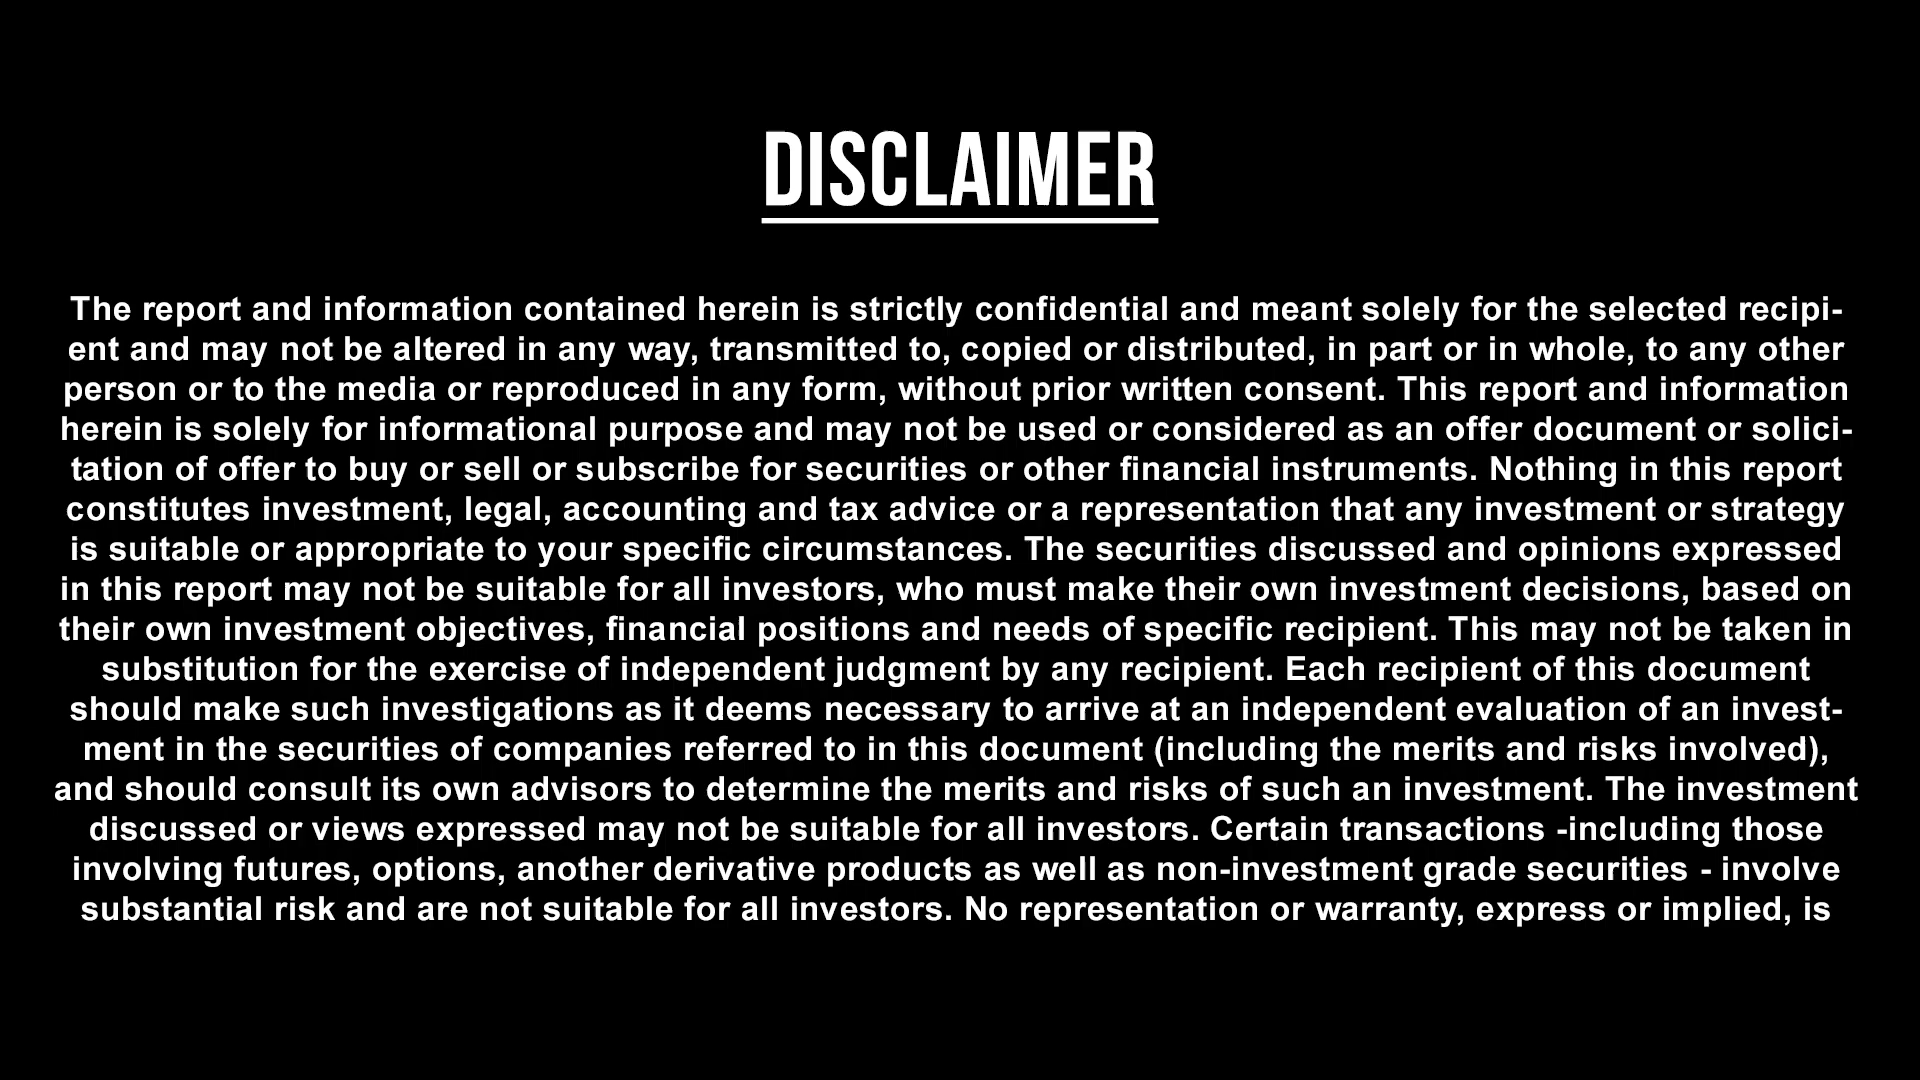 DISCLAIMER
The report and information contained herein is strictly confidential and meant solely for the selected recipi-
ent and may not be altered in any way, transmitted to, copied or distributed, in part or in whole, to any other
person or to the media or reproduced in any form, without prior written consent. This report and information
herein is solely for informational purpose and may not be used or considered as an offer document or solici-
tation of offer to buy or sell or subscribe for securities or other financial instruments. Nothing in this report
constitutes investment, legal, accounting and tax advice or a representation that any investment or strategy
is suitable or appropriate to your specific circumstances. The securities discussed and opinions expressed
in this report may not be suitable for all investors, who must make their own investment decisions, based on
their own investment objectives, financial positions and needs of specific recipient. This may not be taken in
substitution for the exercise of independent judgment by any recipient. Each recipient of this document
should make such investigations as it deems necessary to arrive at an independent evaluation of an invest-
ment in the securities of companies referred to in this document (including the merits and risks involved),
and should consult its own advisors to determine the merits and risks of such an investment. The investment
discussed or views expressed may not be suitable for all investors. Certain transactions -including those
involving futures, options, another derivative products as well as non-investment grade securities - involve
substantial risk and are not suitable for all investors. No representation or warranty, express or implied, is